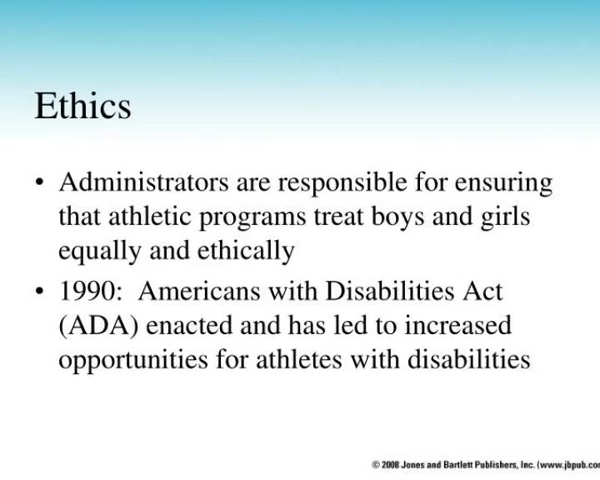 Ethics
• Administrators are responsible for ensuring
that athletic programs treat boys and girls
equally and ethically
• 1990:  Americans with Disabilities Act
(ADA) enacted and has led to increased
opportunities for athletes with disabilities
© 2008 Jones and Bartlett Publishers, Inc. (www.jbpub.com